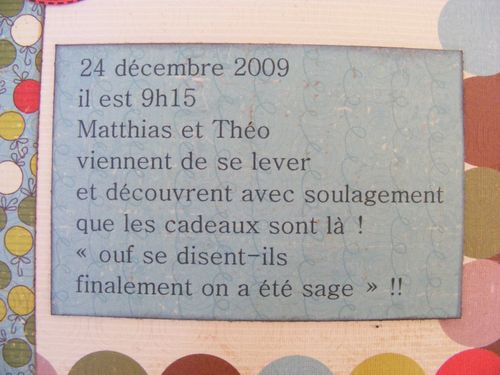 24 décembre 2009
il est 9h15
Matthias et Théo
viennent de se lever
et découvrent avec soulagement
que les cadeaux sont là !
« ouf se disent-ils
finalement on a été sage » !!